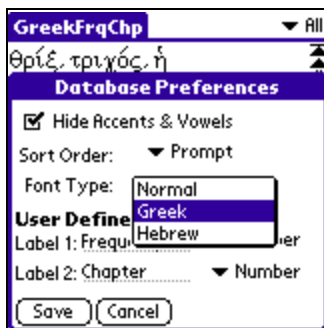 GreekFrqChp All
θρίξ, τριχός, ἡ
Database Preferences
Hide Accents & Vowels
Sort Order: Prompt
Font Type: Normal
Greek
Hebrew
User Define
Label 1: Frequ er
Label 2: Chapter Number
Save Cancel